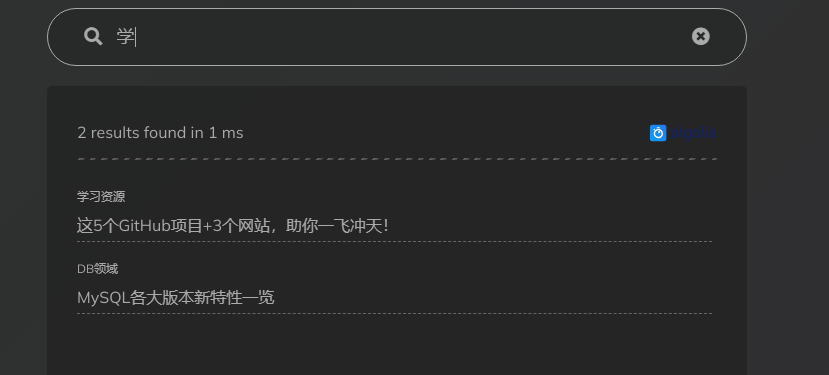 学
2 results found in 1 ms
algolia
学习资源
这5个GitHub项目+3个网站，助你一飞冲天！
DB领域
MySQL各大版本新特性一览